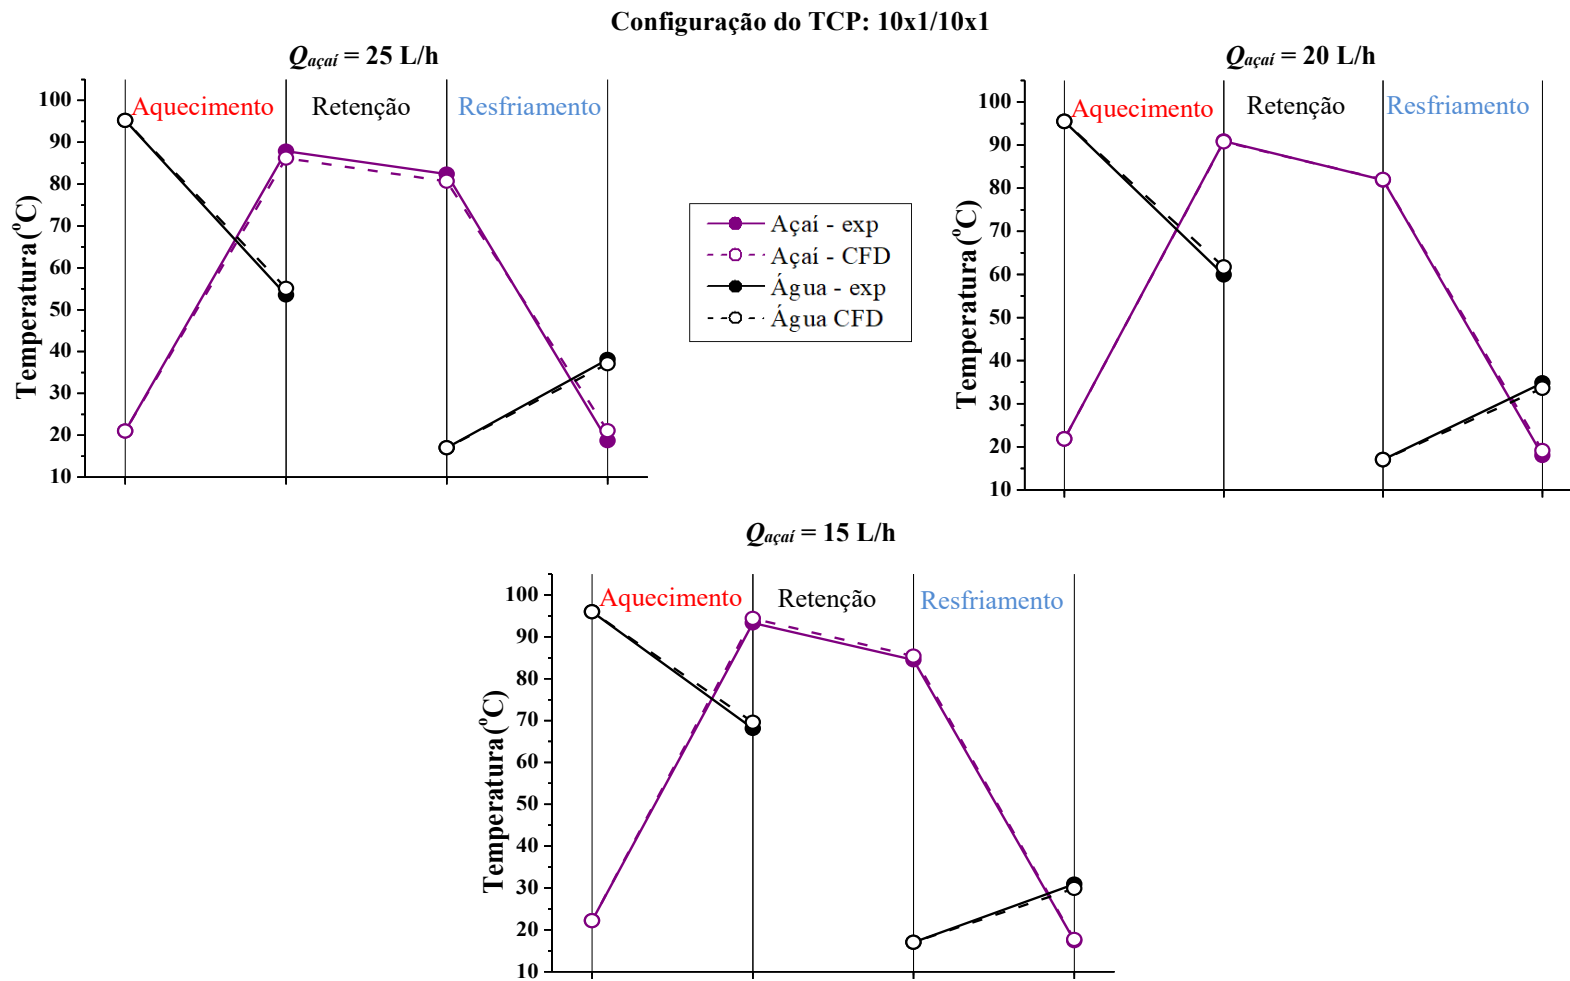 Configuração do TCP: 10x1/10x1
Qaçaí = 25 L/h
Aquecimento Retenção Resfriamento
Temperatura(ºC)
100
90
80
70
60
50
40
30
20
10
Açaí - exp
Açaí - CFD
Água - exp
Água CFD
Qaçaí = 20 L/h
Aquecimento Retenção Resfriamento
Temperatura(ºC)
100
90
80
70
60
50
40
30
20
10
Qaçaí = 15 L/h
Aquecimento Retenção Resfriamento
Temperatura(ºC)
100
90
80
70
60
50
40
30
20
10